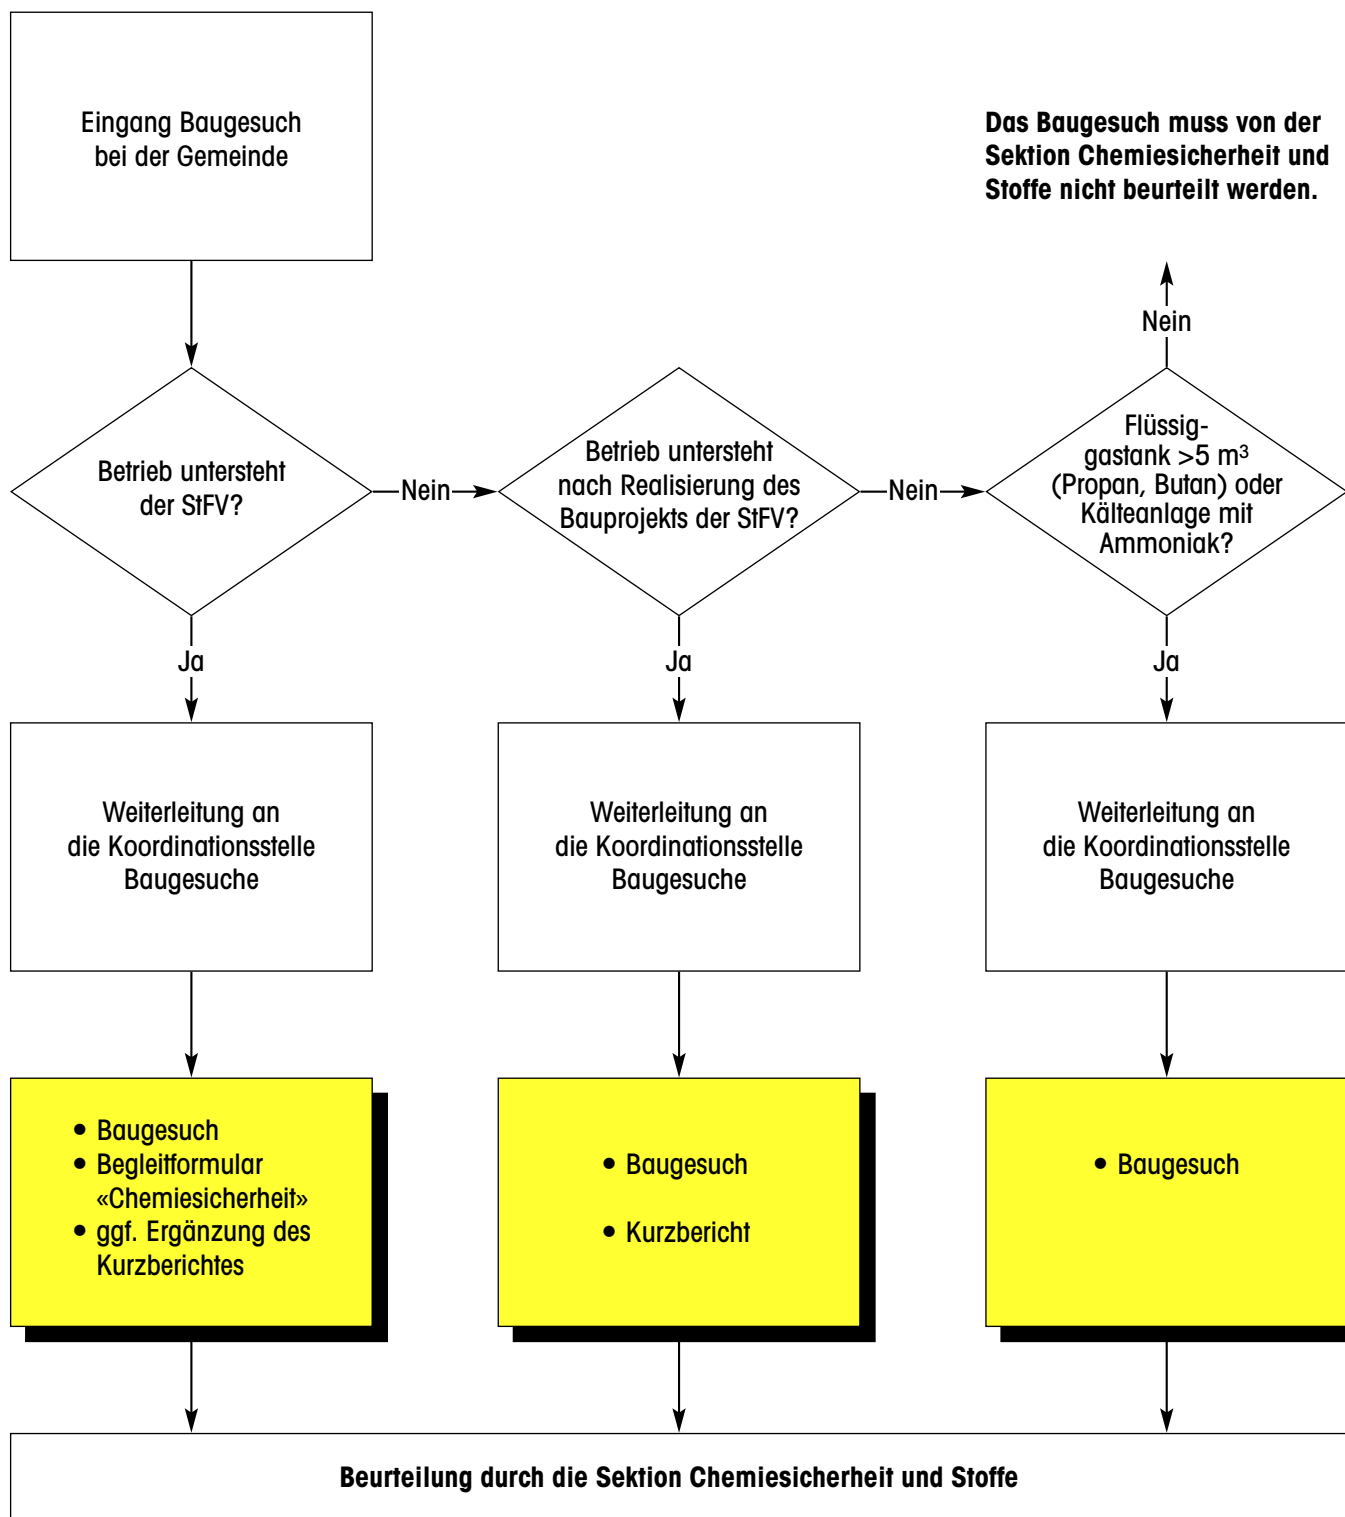 Eingang Baugesuch
bei der Gemeinde
Das Baugesuch muss von der
Sektion Chemiesicherheit und
Stoffe nicht beurteilt werden.
Nein
Betrieb untersteht
der StFV?
Nein
Betrieb untersteht
nach Realisierung des
Bauprojekts der StFV?
Nein
Flüssig-
gastank >5 m³
(Propan, Butan) oder
Kälteanlage mit
Ammoniak?
Ja
Ja
Ja
Weiterleitung an
die Koordinationsstelle
Baugesuche
Weiterleitung an
die Koordinationsstelle
Baugesuche
Weiterleitung an
die Koordinationsstelle
Baugesuche
• Baugesuch
• Begleitformular
«Chemiesicherheit»
• ggf. Ergänzung des
Kurzberichtes
• Baugesuch
• Kurzbericht
• Baugesuch
Beurteilung durch die Sektion Chemiesicherheit und Stoffe